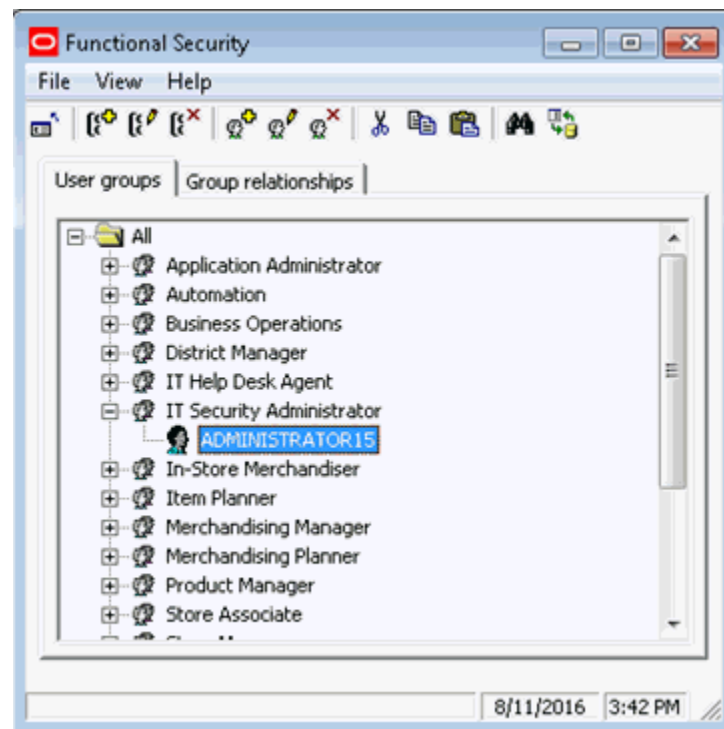 Functional Security
File View Help
User groups Group relationships
All
Application Administrator
Automation
Business Operations
District Manager
IT Help Desk Agent
IT Security Administrator
ADMINISTRATOR15
In-Store Merchandiser
Item Planner
Merchandising Manager
Merchandising Planner
Product Manager
Store Associate
8/11/2016 3:42 PM